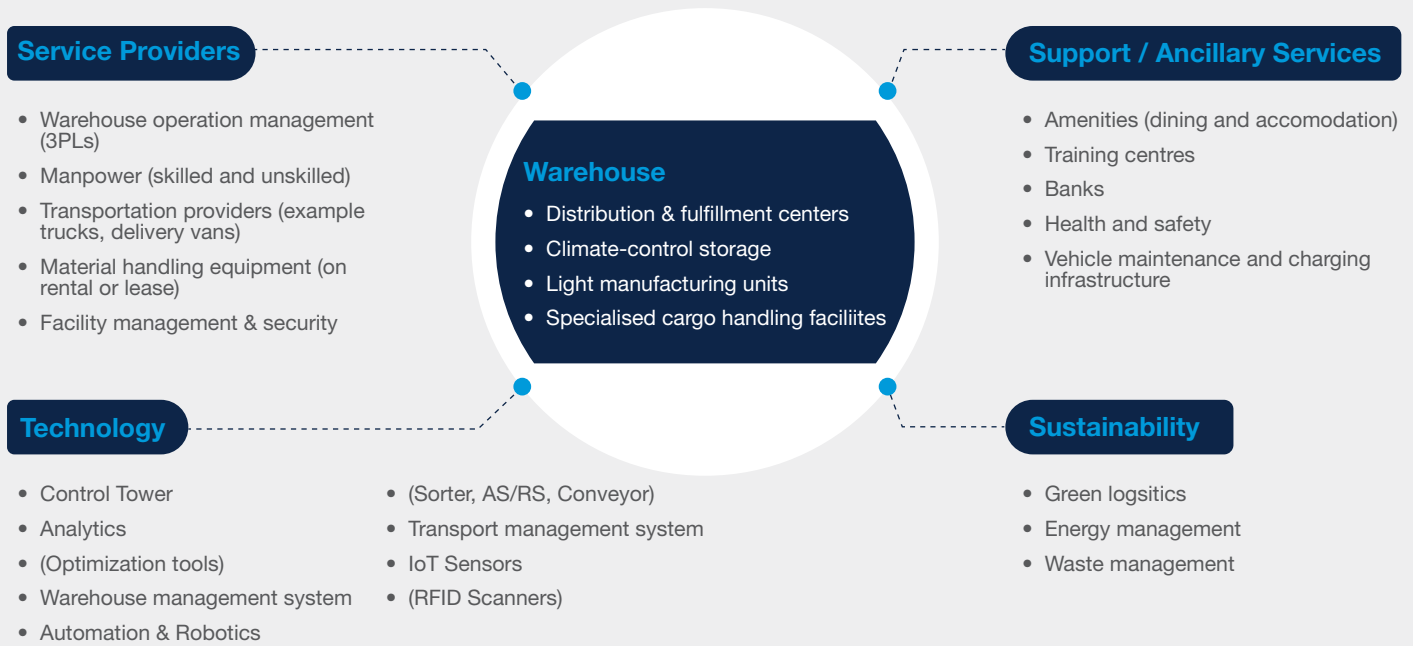 Service Providers
• Warehouse operation management
(3PLs)
• Manpower (skilled and unskilled)
• Transportation providers (example
trucks, delivery vans)
• Material handling equipment (on
rental or lease)
• Facility management & security
Warehouse
• Distribution & fulfillment centers
• Climate-control storage
• Light manufacturing units
• Specialised cargo handling faciliites
Support / Ancillary Services
• Amenities (dining and accomodation)
• Training centres
• Banks
• Health and safety
• Vehicle maintenance and charging
infrastructure
Technology
• Control Tower
• Analytics
• (Optimization tools)
• Warehouse management system
• Automation & Robotics
• (Sorter, AS/RS, Conveyor)
• Transport management system
• IoT Sensors
• (RFID Scanners)
Sustainability
• Green logsitics
• Energy management
• Waste management